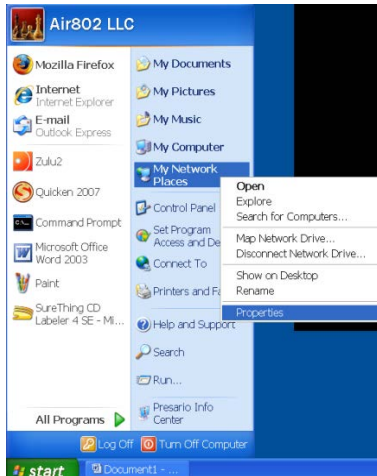 Air802 LLC
Mozilla Firefox
Internet
Internet Explorer
E-mail
Outlook Express
Zulu2
Quicken 2007
Command Prompt
Microsoft Office
Word 2003
Paint
SureThing CD
Labeler 4 SE - Mi...
All Programs
My Documents
My Pictures
My Music
My Computer
My Network
Places
Control Panel
Set Program
Access and De
Connect To
Printers and Fa
Help and Support
Search
Run...
Presario Info
Center
Open
Explore
Search for Computers...
Map Network Drive...
Disconnect Network Drive...
Show on Desktop
Rename
Properties
Log Off
Turn Off Computer
start
Document1 - ...